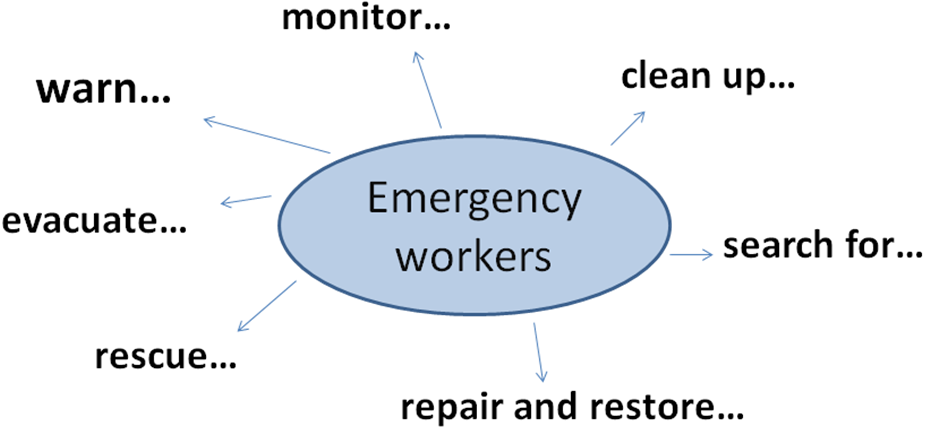 monitor…
clean up…
warn…
Emergency
workers
evacuate…
search for…
rescue…
repair and restore…